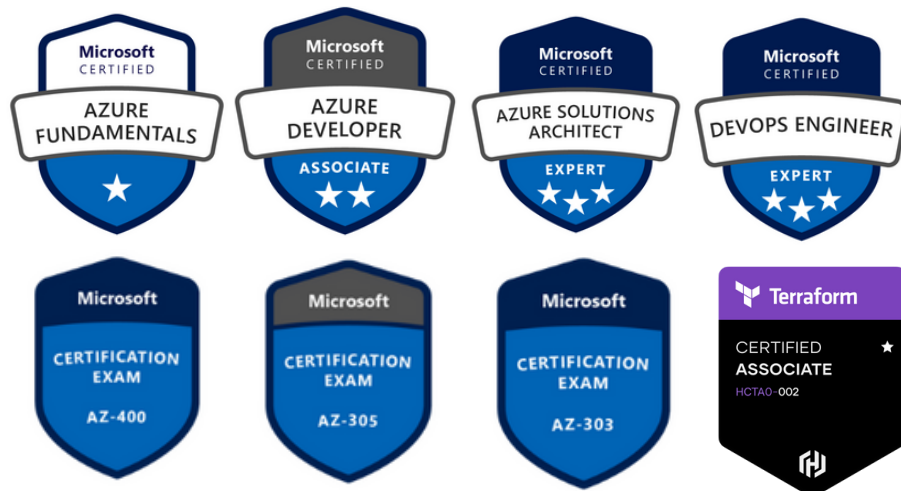 Microsoft
CERTIFIED
AZURE
FUNDAMENTALS
Microsoft
CERTIFIED
AZURE
DEVELOPER
ASSOCIATE
Microsoft
CERTIFIED
AZURE SOLUTIONS
ARCHITECT
EXPERT
Microsoft
CERTIFIED
DEVOPS ENGINEER
EXPERT
Microsoft
CERTIFICATION
EXAM
AZ-400
Microsoft
CERTIFICATION
EXAM
AZ-305
Microsoft
CERTIFICATION
EXAM
AZ-303
Terraform
CERTIFIED
ASSOCIATE
HCTA0-002